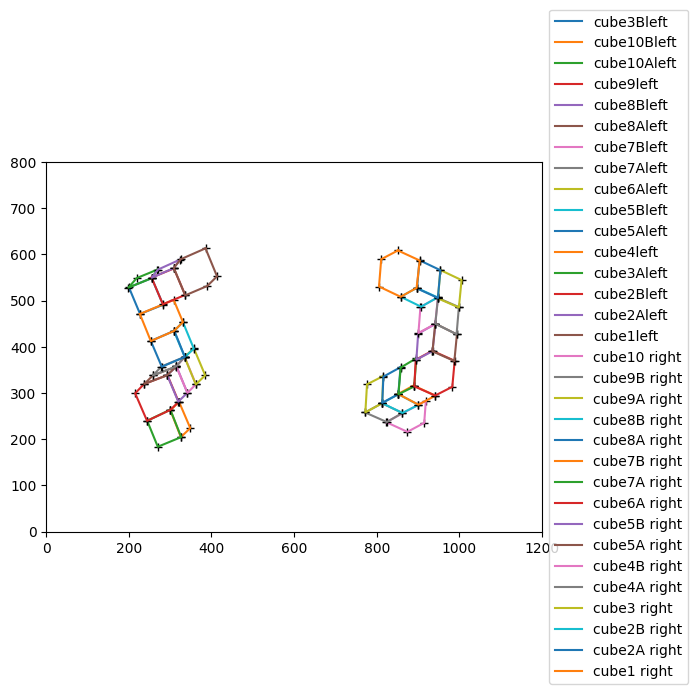 cube3Bleft
cube10Bleft
cube10Aleft
cube9left
cube8Bleft
cube8Aleft
cube7Bleft
cube7Aleft
cube6Aleft
cube5Bleft
cube5Aleft
cube4left
cube3Aleft
cube2Bleft
cube2Aleft
cube1left
cube10 right
cube9B right
cube9A right
cube8B right
cube8A right
cube7B right
cube7A right
cube6A right
cube5B right
cube5A right
cube4B right
cube4A right
cube3 right
cube2B right
cube2A right
cube1 right
800
700
600
500
400
300
200
100
0
0 200 400 600 800 1000 1200